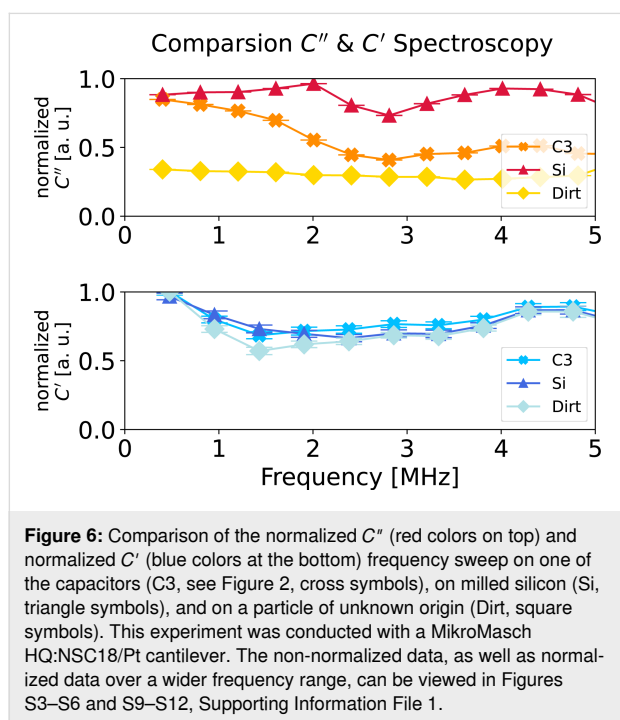 Comparsion C″ & C′ Spectroscopy
normalized
C″ [a. u.]
1.0
0.5
0.0
C3
Si
Dirt
0 1 2 3 4 5
normalized
C′ [a. u.]
1.0
0.5
0.0
C3
Si
Dirt
0 1 2 3 4 5
Frequency [MHz]
Figure 6: Comparison of the normalized C″ (red colors on top) and
normalized C′ (blue colors at the bottom) frequency sweep on one of
the capacitors (C3, see Figure 2, cross symbols), on milled silicon (Si,
triangle symbols), and on a particle of unknown origin (Dirt, square
symbols). This experiment was conducted with a MikroMasch
HQ:NSC18/Pt cantilever. The non-normalized data, as well as normal-
ized data over a wider frequency range, can be viewed in Figures
S3–S6 and S9–S12, Supporting Information File 1.